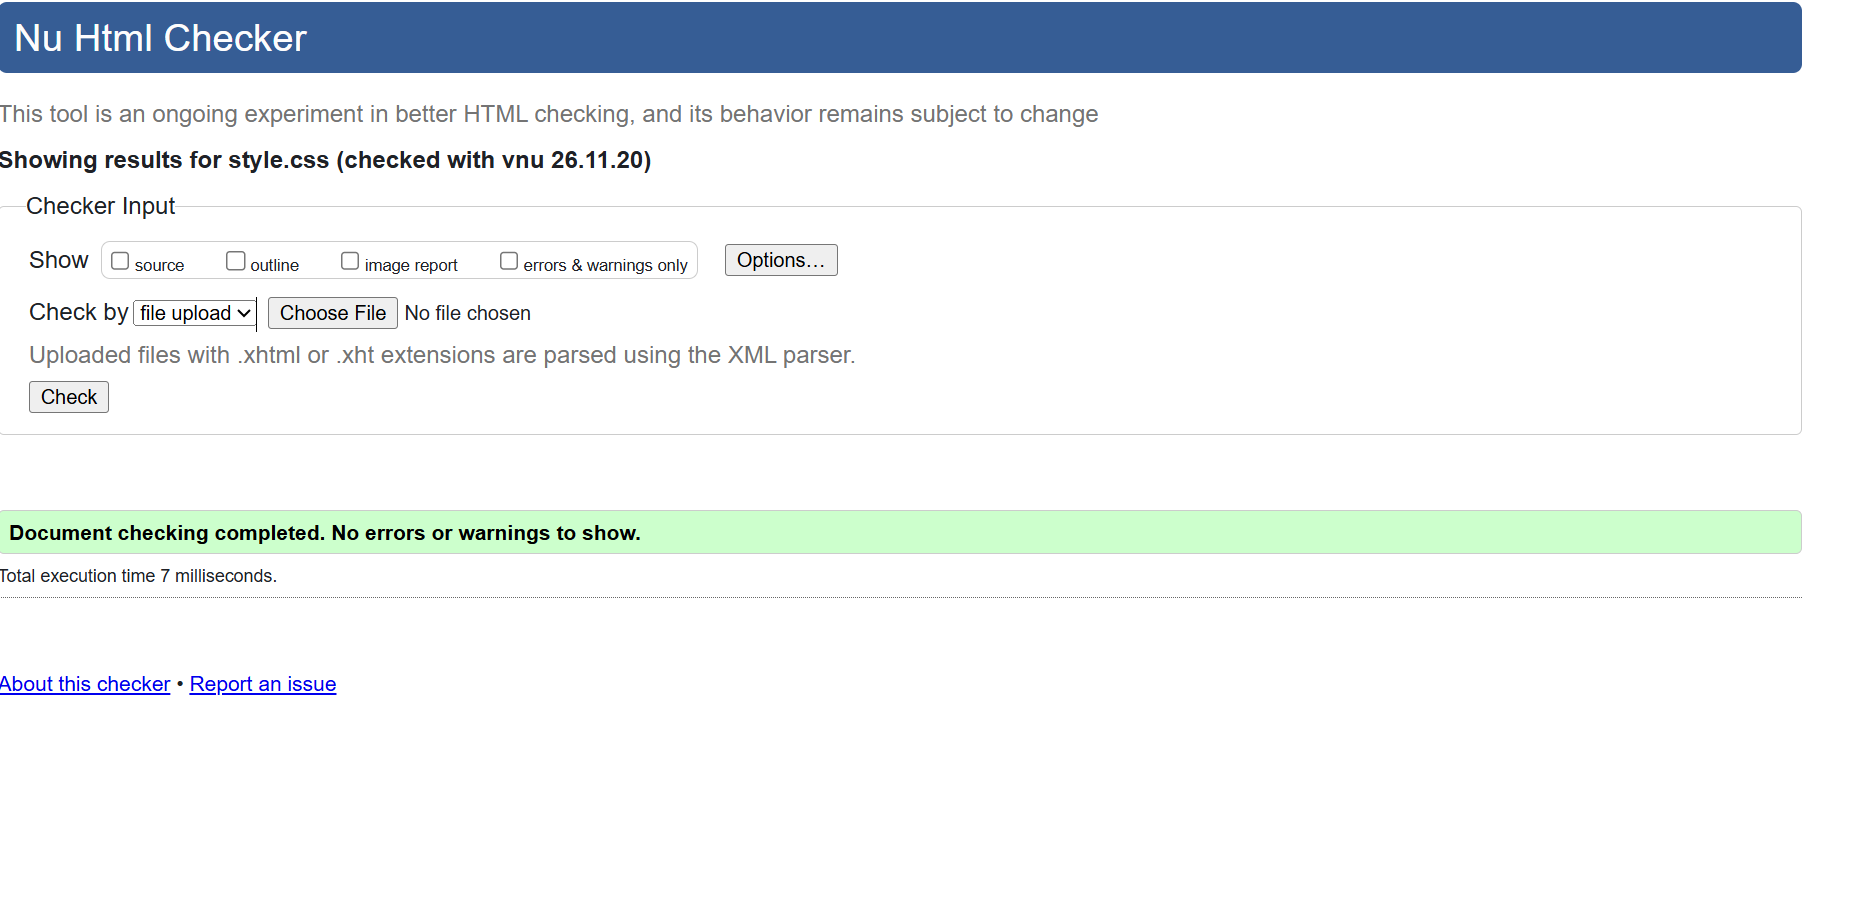 Nu Html Checker
This tool is an ongoing experiment in better HTML checking, and its behavior remains subject to change
Showing results for style.css (checked with vnu 26.11.20)
Checker Input
Show source outline image report errors & warnings only Options…
Check by file upload Choose File No file chosen
Uploaded files with .xhtml or .xht extensions are parsed using the XML parser.
Check
Document checking completed. No errors or warnings to show.
Total execution time 7 milliseconds.
About this checker • Report an issue